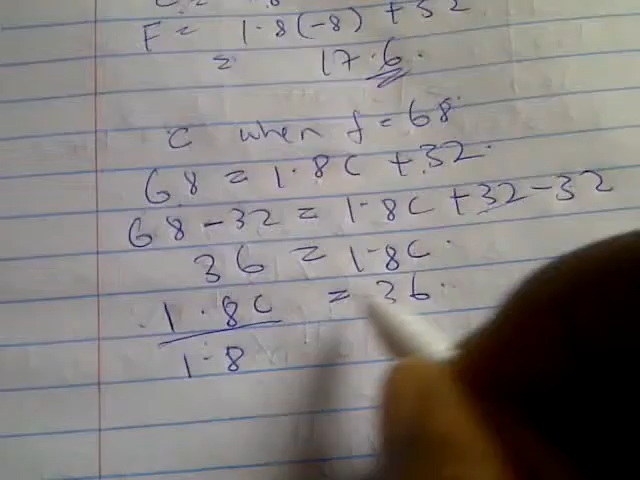 F = 1.8(-8) + 32
= 17.6.
C when f = 68.
68 = 1.8C + 32.
68 - 32 = 1.8C + 32 - 32
36 = 1.8C.
1.8C = 36.
1.8